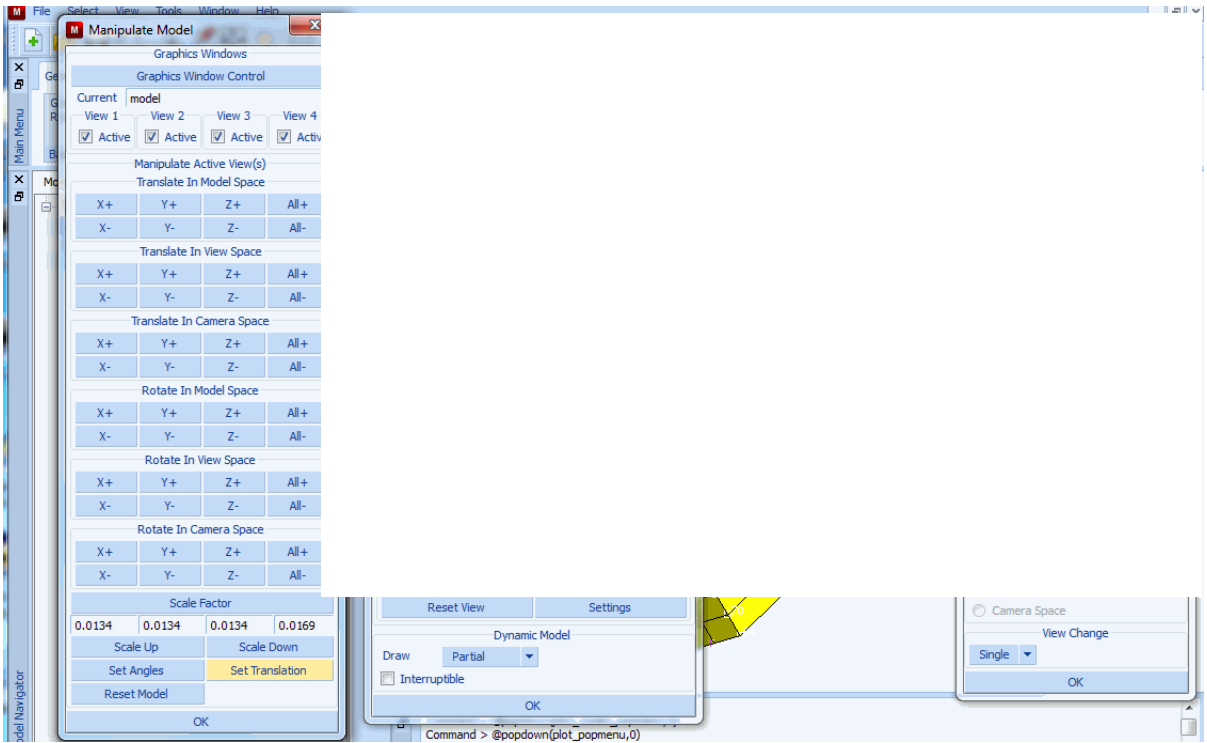 File Select View Tools Window Help
Manipulate Model
Graphics Windows
Graphics Window Control
Current model
View 1 View 2 View 3 View 4
Active Active Active Activ
Manipulate Active View(s)
Translate In Model Space
X+ Y+ Z+ All+
X- Y- Z- All-
Translate In View Space
X+ Y+ Z+ All+
X- Y- Z- All-
Translate In Camera Space
X+ Y+ Z+ All+
X- Y- Z- All-
Rotate In Model Space
X+ Y+ Z+ All+
X- Y- Z- All-
Rotate In View Space
X+ Y+ Z+ All+
X- Y- Z- All-
Rotate In Camera Space
X+ Y+ Z+ All+
X- Y- Z- All-
Scale Factor
0.0134 0.0134 0.0134 0.0169
Scale Up Scale Down
Set Angles Set Translation
Reset Model
OK
Main Menu
Ge
Mo
del Navigator
Reset View Settings
Dynamic Model
Draw Partial
Interruptible
OK
Camera Space
View Change
Single
OK
Command > @popdown(plot_popmenu,0)